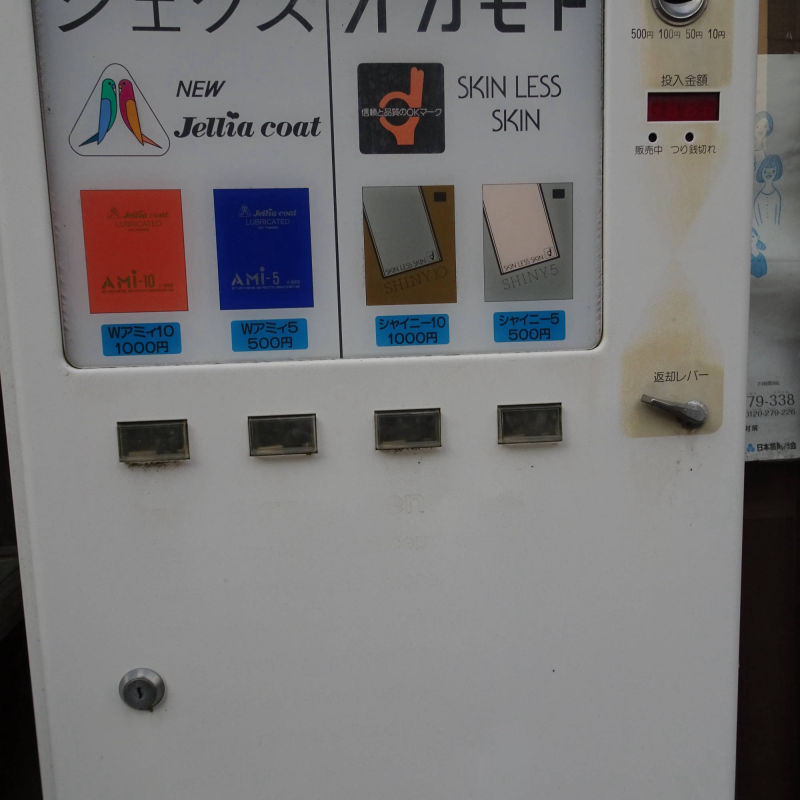 ジェクス
オカモト
NEW
Jellia coat
信頼と品質のOKマーク
SKIN LESS
SKIN
500円 100円 50円 10円
投入金額
販売中 つり銭切れ
Jellia coat
LUBRICATED
AMi-10
Jellia coat
LUBRICATED
AMi-5
SKIN LESS SKIN
SHINY10
SKIN LESS SKIN
SHINY5
Wアミィ10
1000円
Wアミィ5
500円
シャイニー10
1000円
シャイニー5
500円
返却レバー
79-338
0120-279-226